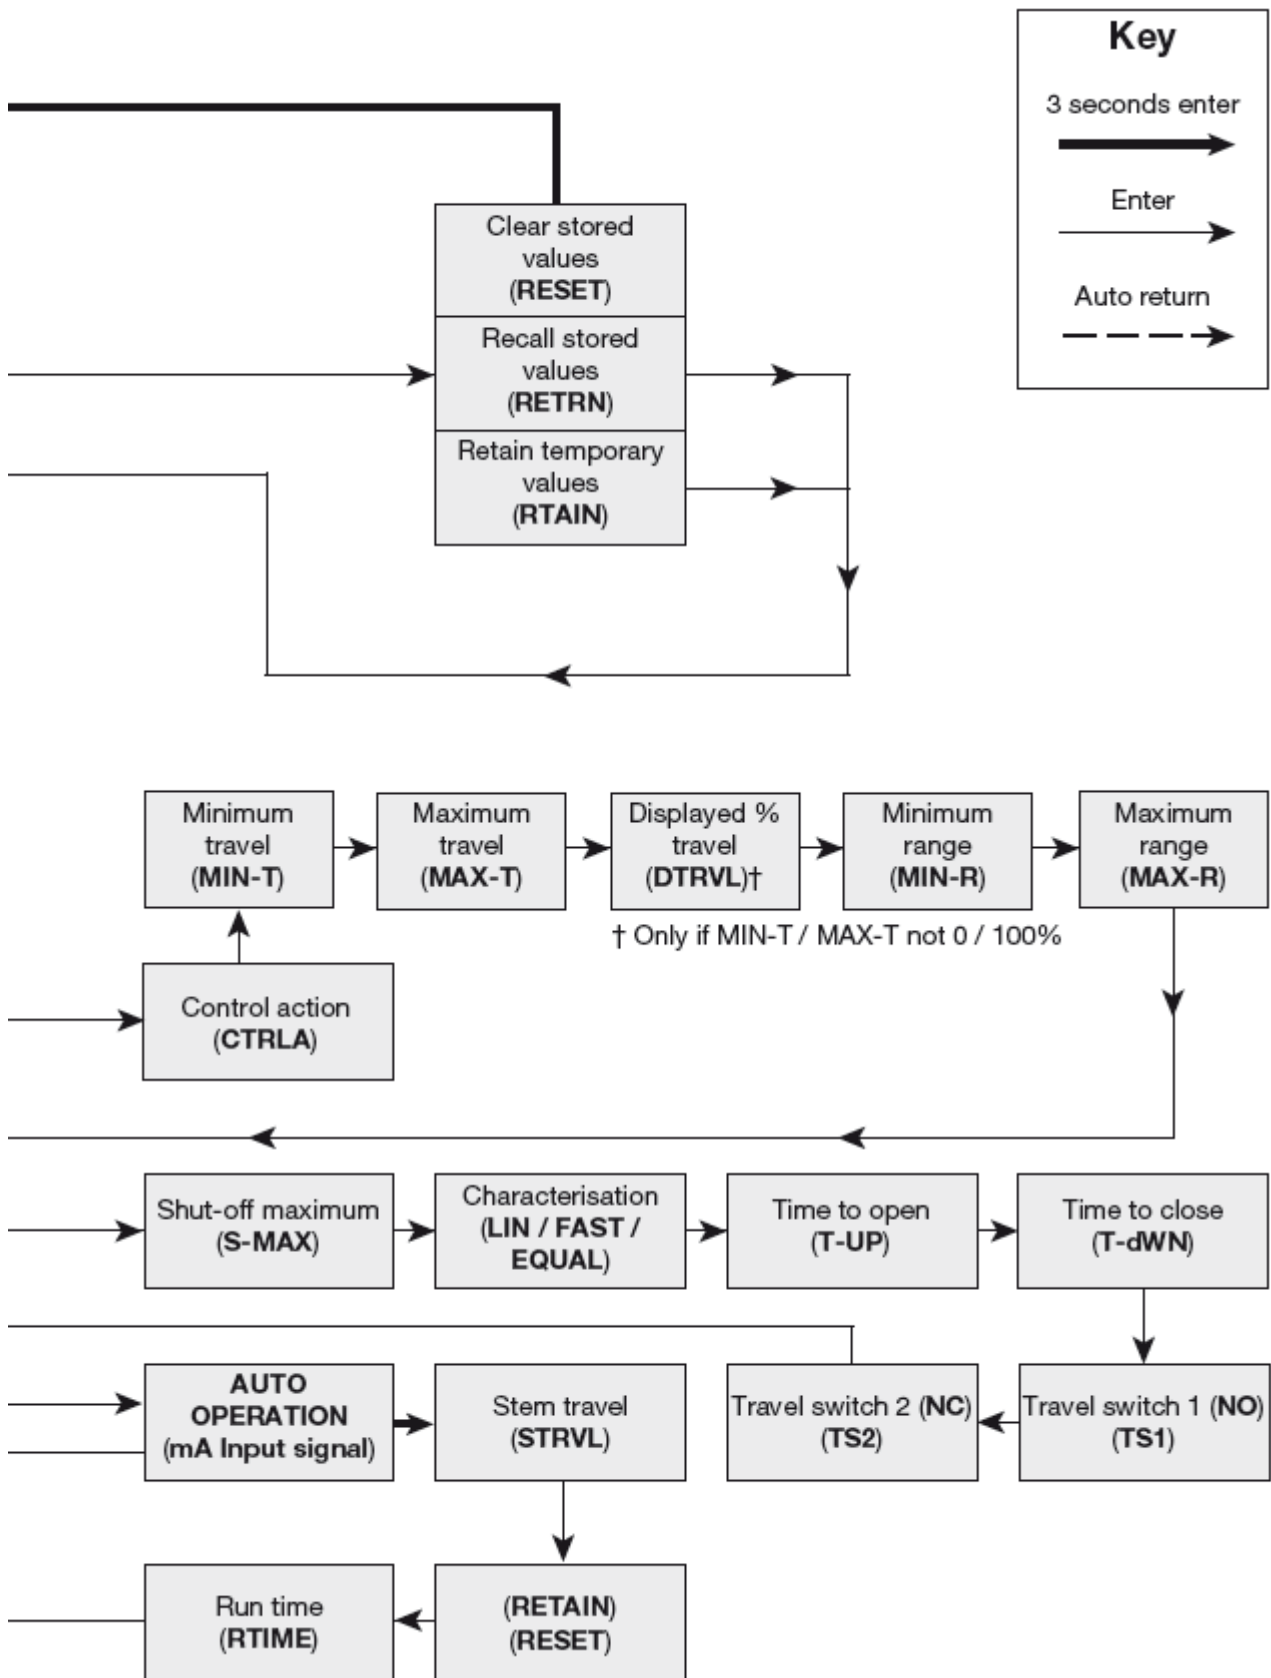 Key
3 seconds enter
Enter
Auto return
Clear stored
values
(RESET)
Recall stored
values
(RETRN)
Retain temporary
values
(RTAIN)
Minimum
travel
(MIN-T)
Maximum
travel
(MAX-T)
Displayed %
travel
(DTRVL)†
Minimum
range
(MIN-R)
Maximum
range
(MAX-R)
† Only if MIN-T / MAX-T not 0 / 100%
Control action
(CTRLA)
Shut-off maximum
(S-MAX)
Characterisation
(LIN / FAST /
EQUAL)
Time to open
(T-UP)
Time to close
(T-dWN)
AUTO
OPERATION
(mA Input signal)
Stem travel
(STRVL)
Travel switch 2 (NC)
(TS2)
Travel switch 1 (NO)
(TS1)
Run time
(RTIME)
(RETAIN)
(RESET)